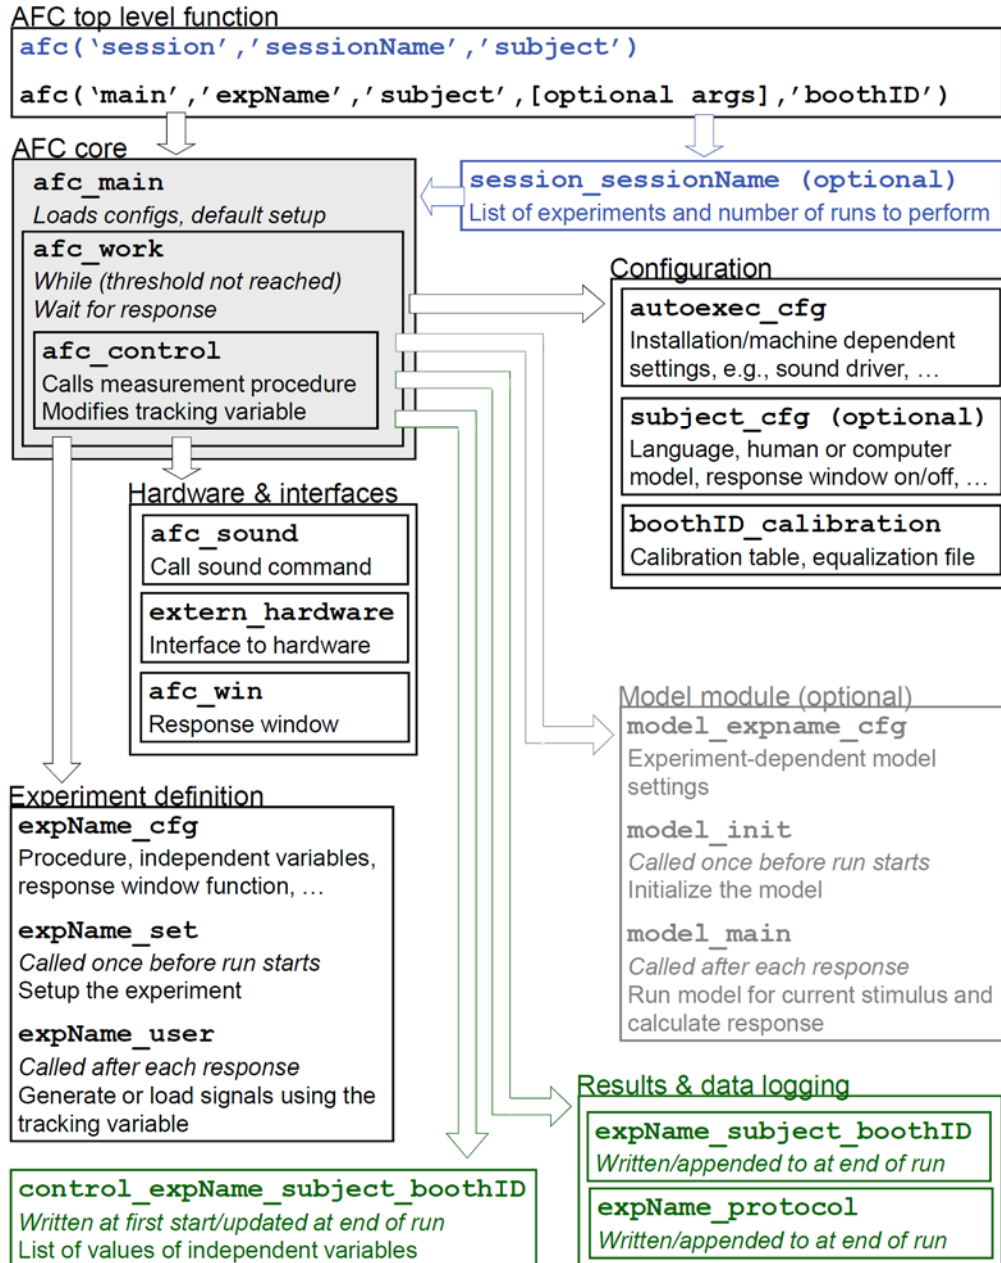 AFC top level function
afc(‘session’,’sessionName’,’subject’)
afc(‘main’,’expName’,’subject’,[optional args],’boothID’)
AFC core
afc_main
Loads configs, default setup
afc_work
While (threshold not reached)
Wait for response
afc_control
Calls measurement procedure
Modifies tracking variable
session_sessionName (optional)
List of experiments and number of runs to perform
Configuration
autoexec_cfg
Installation/machine dependent
settings, e.g., sound driver, …
subject_cfg (optional)
Language, human or computer
model, response window on/off, …
boothID_calibration
Calibration table, equalization file
Hardware & interfaces
afc_sound
Call sound command
extern_hardware
Interface to hardware
afc_win
Response window
Model module (optional)
model_expname_cfg
Experiment-dependent model
settings
model_init
Called once before run starts
Initialize the model
model_main
Called after each response
Run model for current stimulus and
calculate response
Experiment definition
expName_cfg
Procedure, independent variables,
response window function, …
expName_set
Called once before run starts
Setup the experiment
expName_user
Called after each response
Generate or load signals using the
tracking variable
Results & data logging
expName_subject_boothID
Written/appended to at end of run
expName_protocol
Written/appended to at end of run
control_expName_subject_boothID
Written at first start/updated at end of run
List of values of independent variables